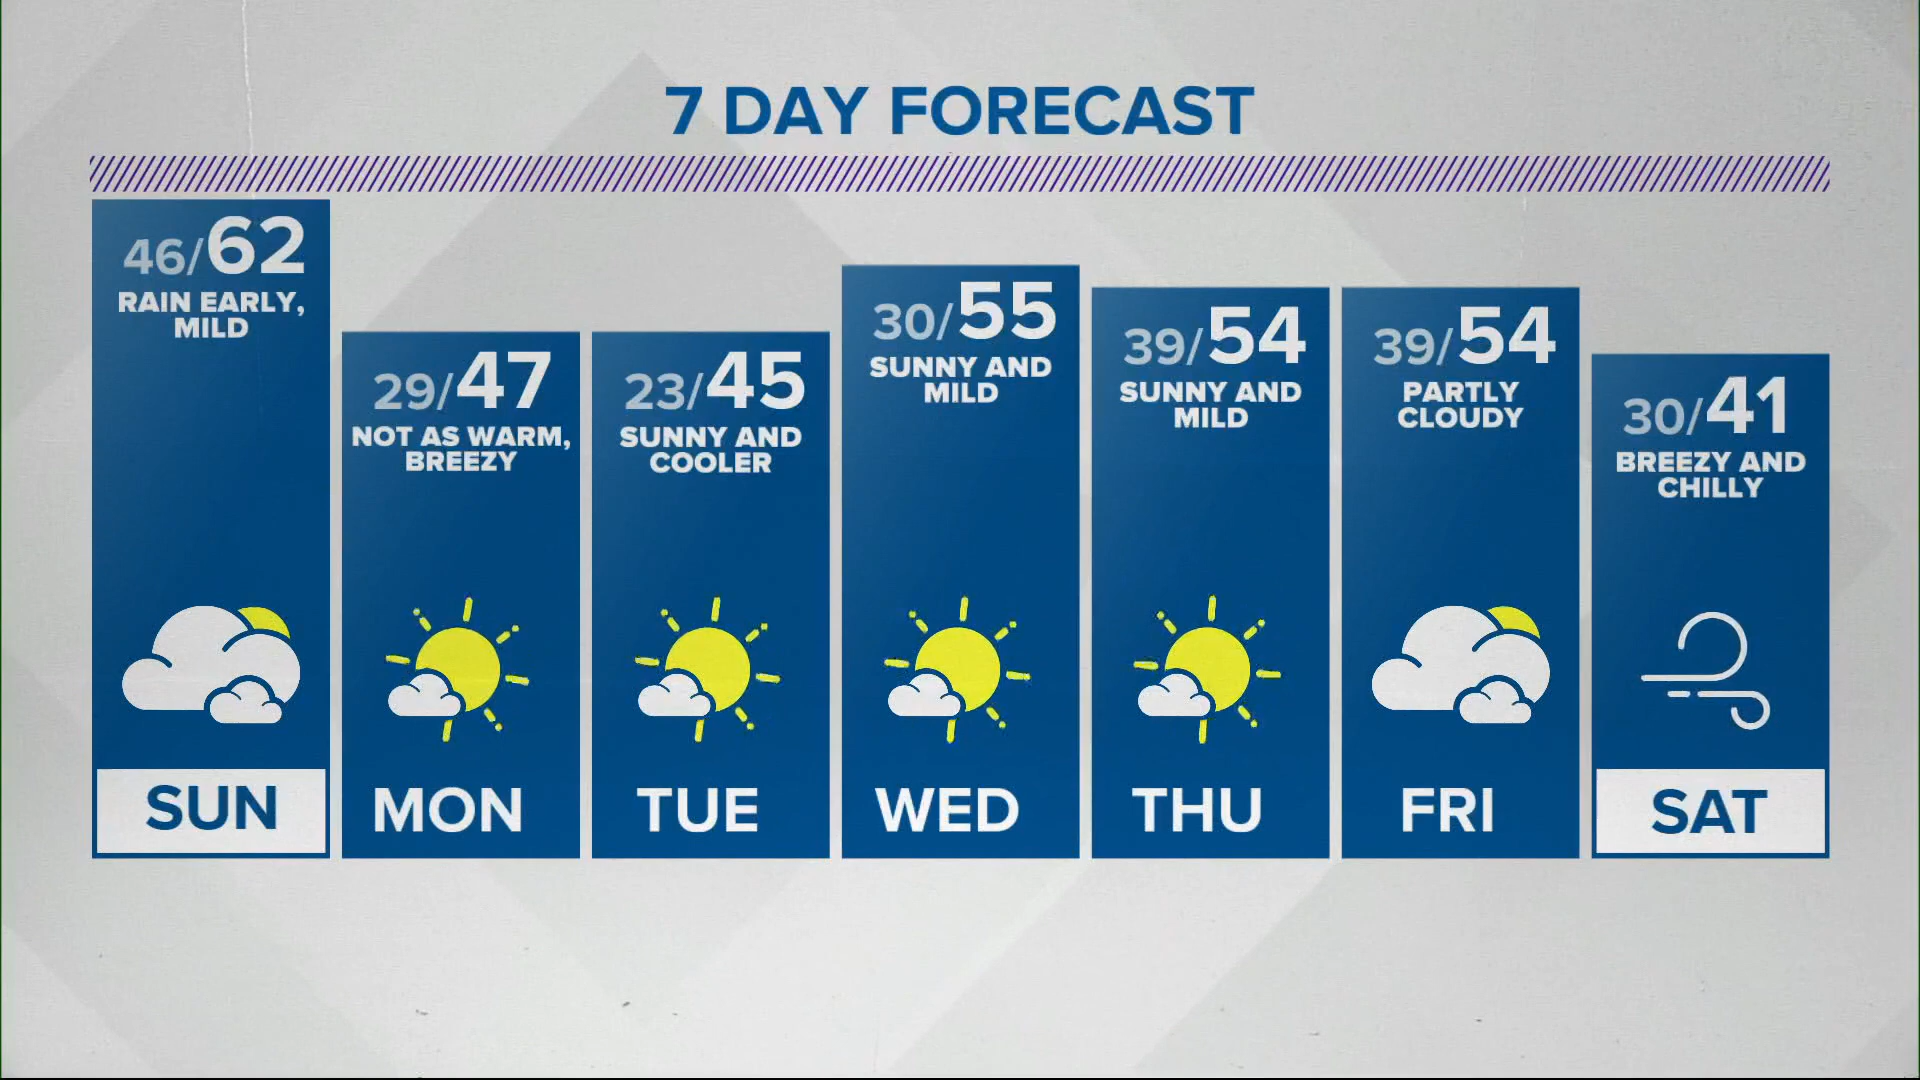 7 DAY FORECAST
46/62
RAIN EARLY,
MILD
SUN
29/47
NOT AS WARM,
BREEZY
MON
23/45
SUNNY AND
COOLER
TUE
30/55
SUNNY AND
MILD
WED
39/54
SUNNY AND
MILD
THU
39/54
PARTLY
CLOUDY
FRI
30/41
BREEZY AND
CHILLY
SAT